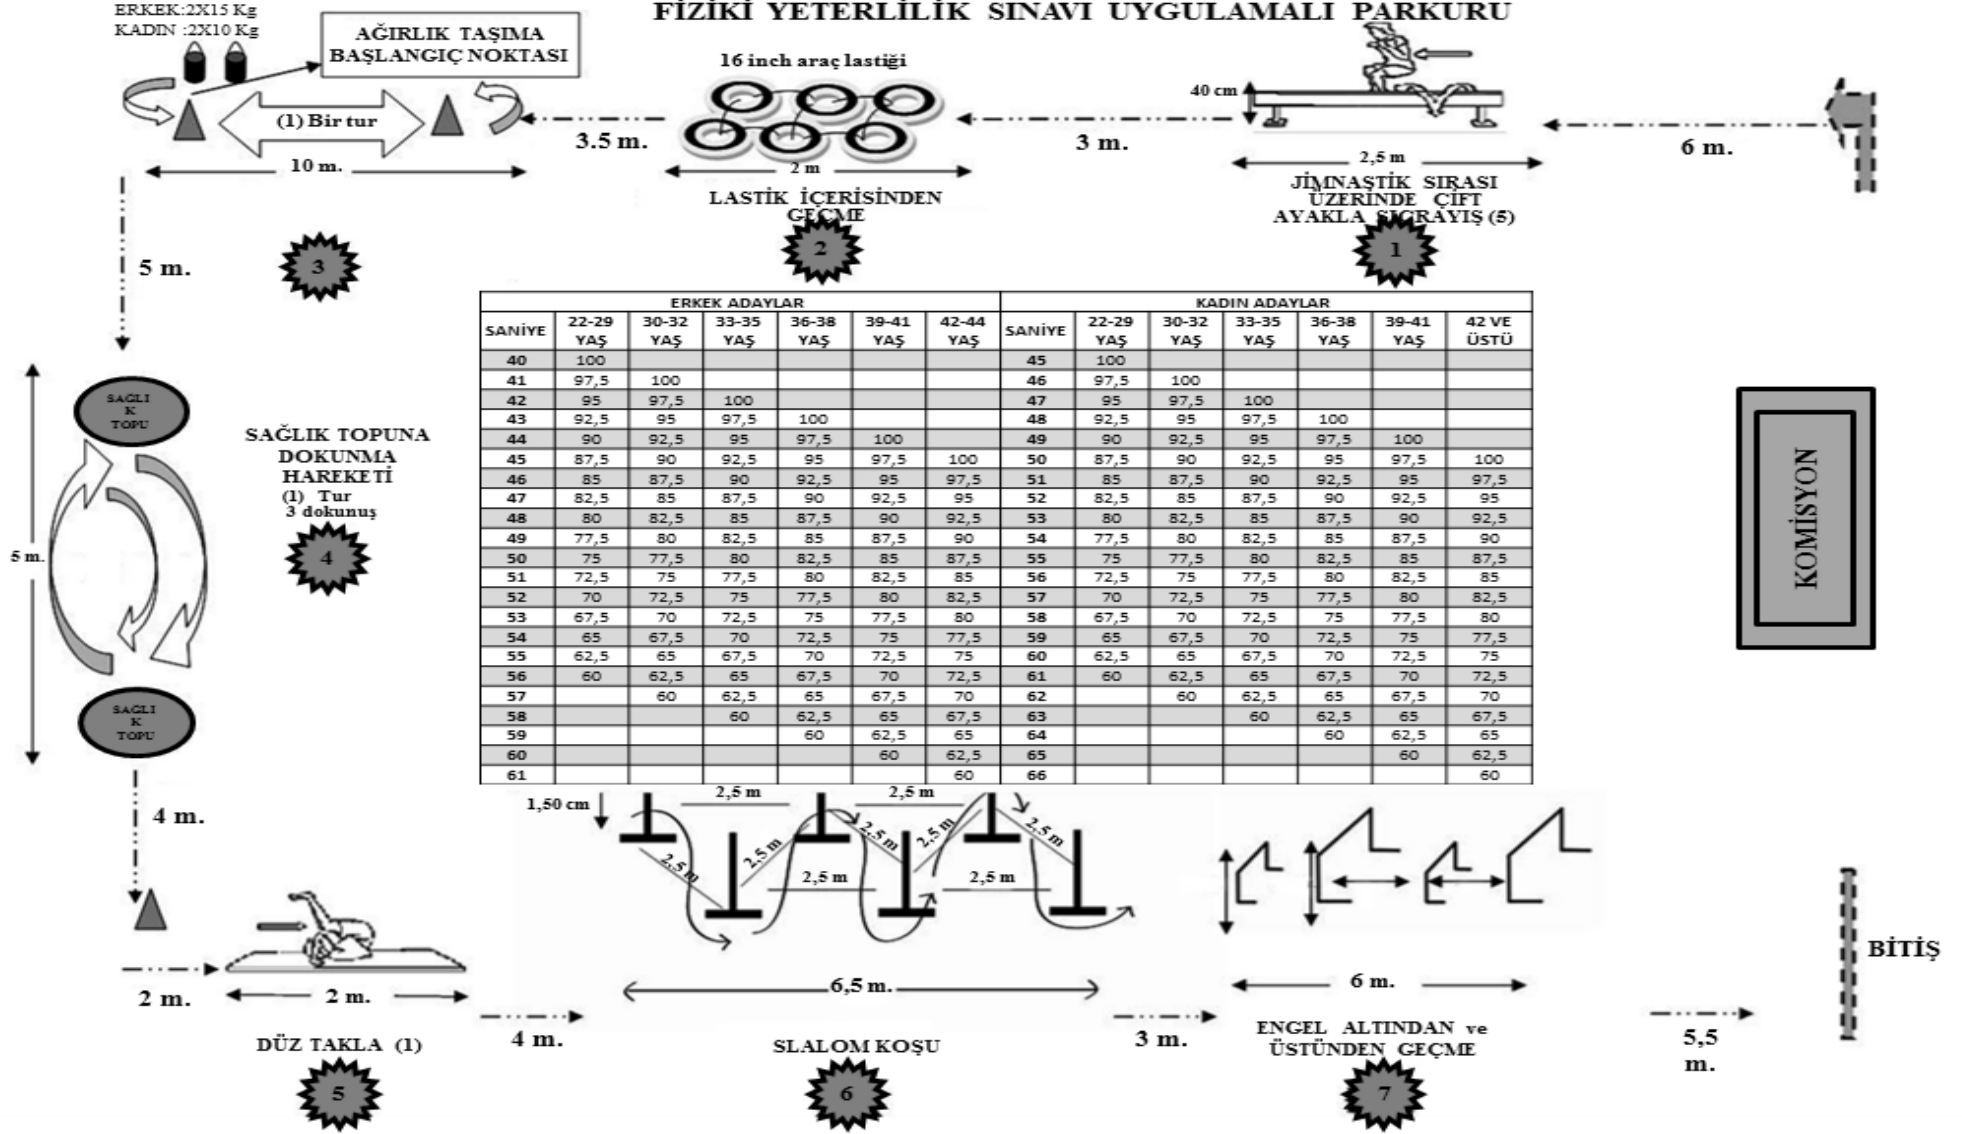 FİZİKİ YETERLİLİK SINAVI UYGULAMALI PARKURU
ERKEK:2X15 Kg
KADIN :2X10 Kg
AĞIRLIK TAŞIMA
BAŞLANGIÇ NOKTASI
(1) Bir tur
10 m.
3.5 m.
16 inch araç lastiği
2 m
LASTİK İÇERİSİNDEN
GEÇME
2
3 m.
40 cm
2,5 m
JİMNAŞTİK SIRASI
ÜZERİNDE ÇİFT
AYAKLA SIÇRAYIŞ (5)
1
6 m.
3
5 m.
SAĞLI
K
TOPU
SAĞLIK TOPUNA
DOKUNMA
HAREKETİ
(1) Tur
3 dokunuş
4
5 m.
SAĞLI
K
TOPU
4 m.
ERKEK ADAYLAR KADIN ADAYLAR
SANİYE 22-29 YAŞ 30-32 YAŞ 33-35 YAŞ 36-38 YAŞ 39-41 YAŞ 42-44 YAŞ SANİYE 22-29 YAŞ 30-32 YAŞ 33-35 YAŞ 36-38 YAŞ 39-41 YAŞ 42 VE ÜSTÜ
40 100 45 100
41 97,5 100 46 97,5 100
42 95 97,5 100 47 95 97,5 100
43 92,5 95 97,5 100 48 92,5 95 97,5 100
44 90 92,5 95 97,5 100 49 90 92,5 95 97,5 100
45 87,5 90 92,5 95 97,5 100 50 87,5 90 92,5 95 97,5 100
46 85 87,5 90 92,5 95 97,5 51 85 87,5 90 92,5 95 97,5
47 82,5 85 87,5 90 92,5 95 52 82,5 85 87,5 90 92,5 95
48 80 82,5 85 87,5 90 92,5 53 80 82,5 85 87,5 90 92,5
49 77,5 80 82,5 85 87,5 90 54 77,5 80 82,5 85 87,5 90
50 75 77,5 80 82,5 85 87,5 55 75 77,5 80 82,5 85 87,5
51 72,5 75 77,5 80 82,5 85 56 72,5 75 77,5 80 82,5 85
52 70 72,5 75 77,5 80 82,5 57 70 72,5 75 77,5 80 82,5
53 67,5 70 72,5 75 77,5 80 58 67,5 70 72,5 75 77,5 80
54 65 67,5 70 72,5 75 77,5 59 65 67,5 70 72,5 75 77,5
55 62,5 65 67,5 70 72,5 75 60 62,5 65 67,5 70 72,5 75
56 60 62,5 65 67,5 70 72,5 61 60 62,5 65 67,5 70 72,5
57 60 62,5 65 67,5 70 62 60 62,5 65 67,5 70
58 60 62,5 65 67,5 63 60 62,5 65 67,5
59 60 62,5 65 64 60 62,5 65
60 60 62,5 65 60 62,5
61 60 66 60
KOMİSYON
2 m.
2 m.
DÜZ TAKLA (1)
5
4 m.
1,50 cm
2,5 m
2,5 m
2,5 m
2,5 m
2,5 m
2,5 m
2,5 m
2,5 m
2,5 m
6,5 m.
SLALOM KOŞU
6
3 m.
6 m.
ENGEL ALTINDAN ve
ÜSTÜNDEN GEÇME
7
5,5
m.
BİTİŞ